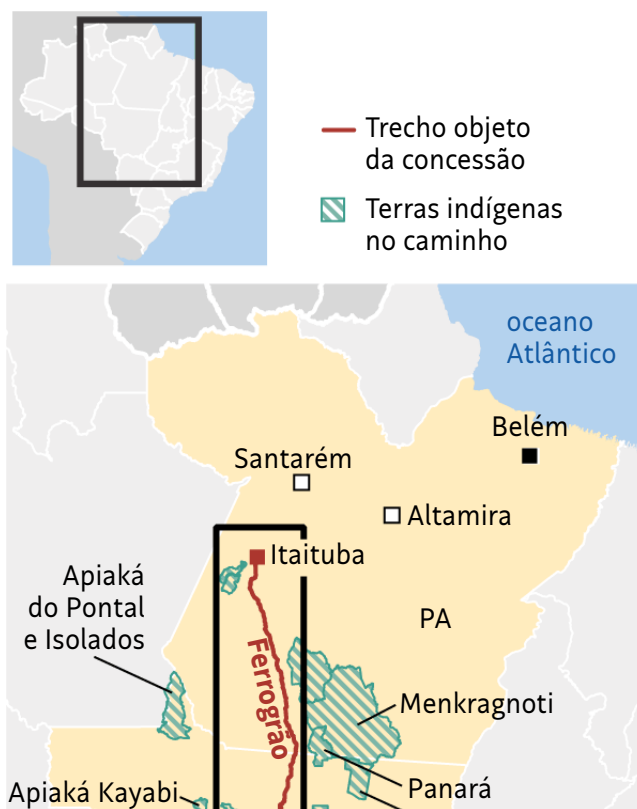 Trecho objeto
da concessão
Terras indígenas
no caminho
oceano
Atlântico
Belém
Santarém
Altamira
Itaituba
Apiaká
do Pontal
e Isolados
PA
Ferrogrão
Menkragnoti
Panará
Apiaká Kayabi